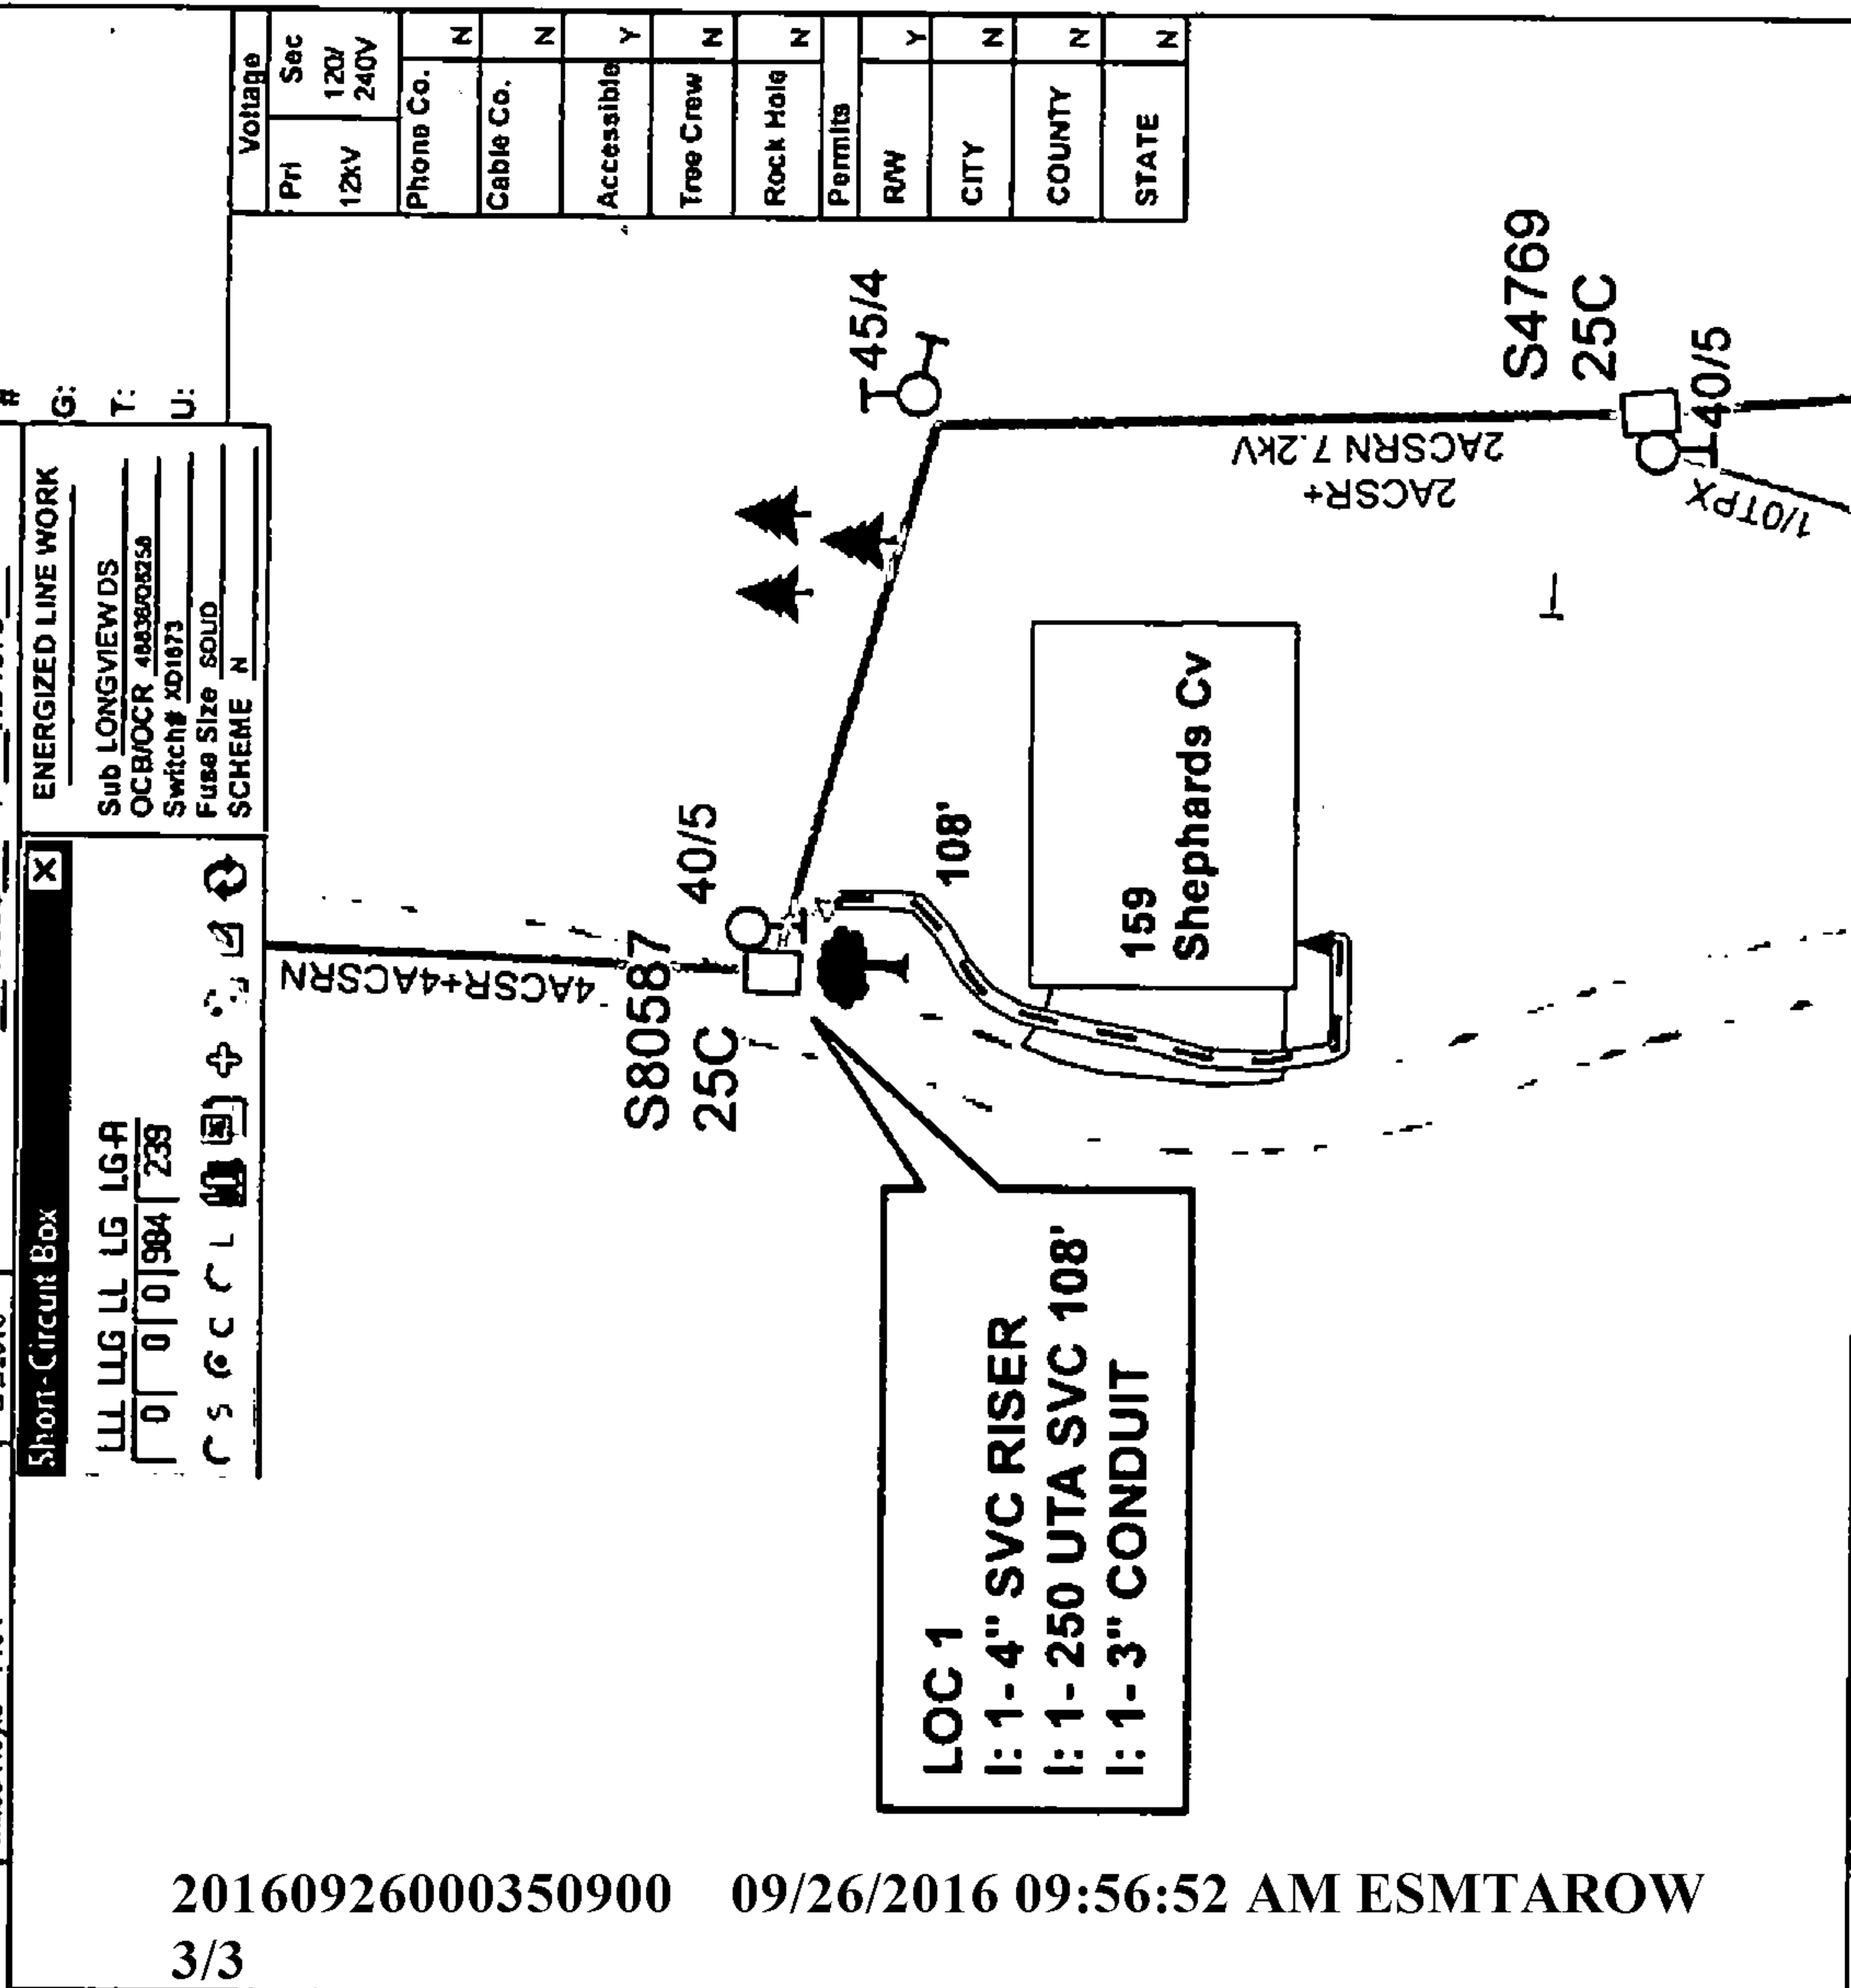 #
G:
T:
U:
Voltage
Pri Sec
12kV 120/
240V
Phone Co. N
Cable Co. N
Accessible Y
Tree Crew N
Rock Hole N
Permits
R/W Y
CITY N
COUNTY N
STATE N
ENERGIZED LINE WORK
Sub LONGVIEW DS
OCB/OCR
Switch# XD1673
Fuse Size SOLID
SCHEME N
Short-Circuit Box X
LLL LLG LL LG LG-R
0 0 0 984 239
S C L
4ACSR+4ACSRN
S80587
25C
40/5
45/4
2ACSRN 7.2kV
2ACSR+
S4769
25C
40/5
1/0TPX
108'
159
Shephards Cv
LOC 1
I: 1- 4" SVC RISER
I: 1- 250 UTA SVC 108'
I: 1- 3" CONDUIT
20160926000350900 09/26/2016 09:56:52 AM ESMTAROW
3/3